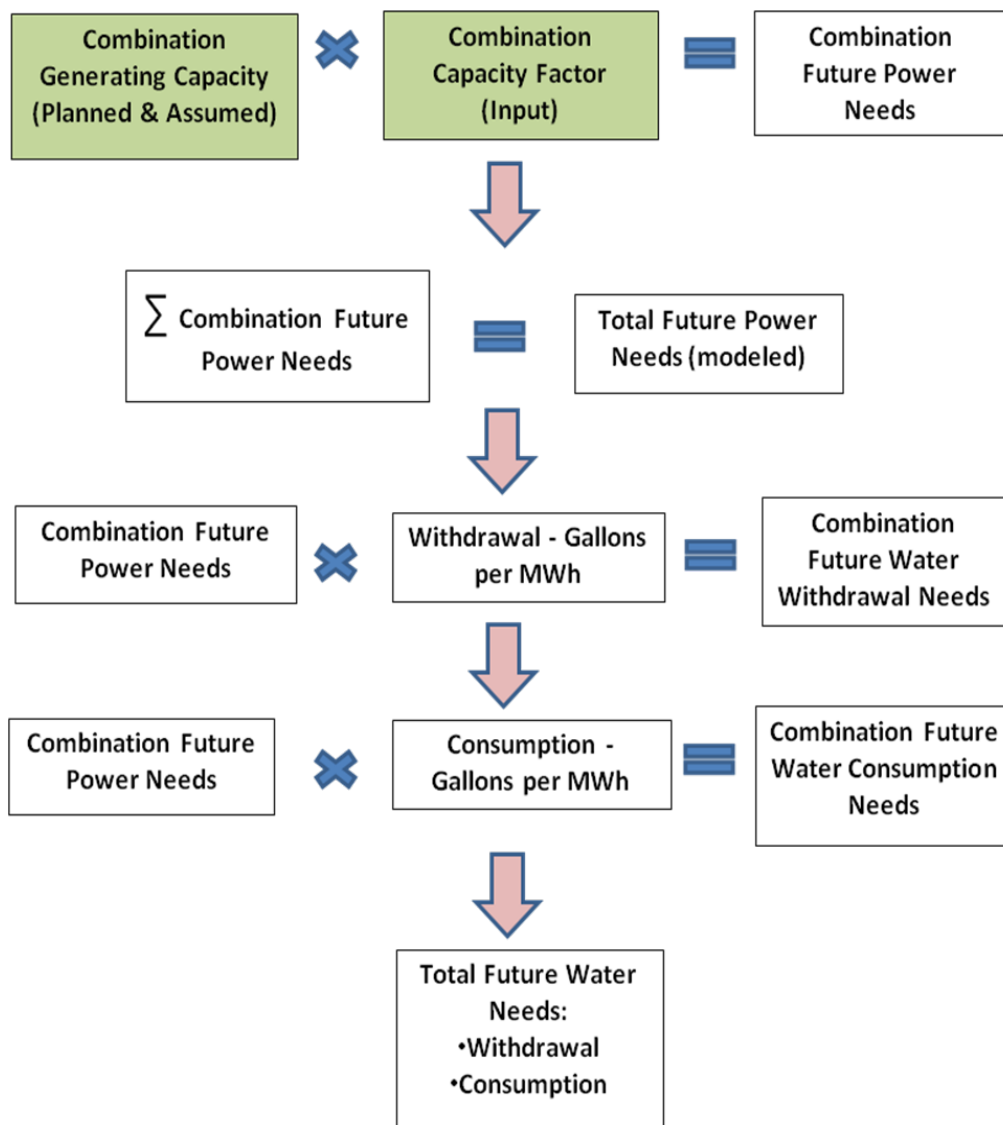 Combination
Generating Capacity
(Planned & Assumed)
Combination
Capacity Factor
(Input)
Combination
Future Power
Needs
∑ Combination Future
Power Needs
Total Future Power
Needs (modeled)
Combination Future
Power Needs
Withdrawal - Gallons
per MWh
Combination
Future Water
Withdrawal Needs
Combination Future
Power Needs
Consumption -
Gallons per MWh
Combination Future
Water Consumption
Needs
Total Future Water
Needs:
•Withdrawal
•Consumption